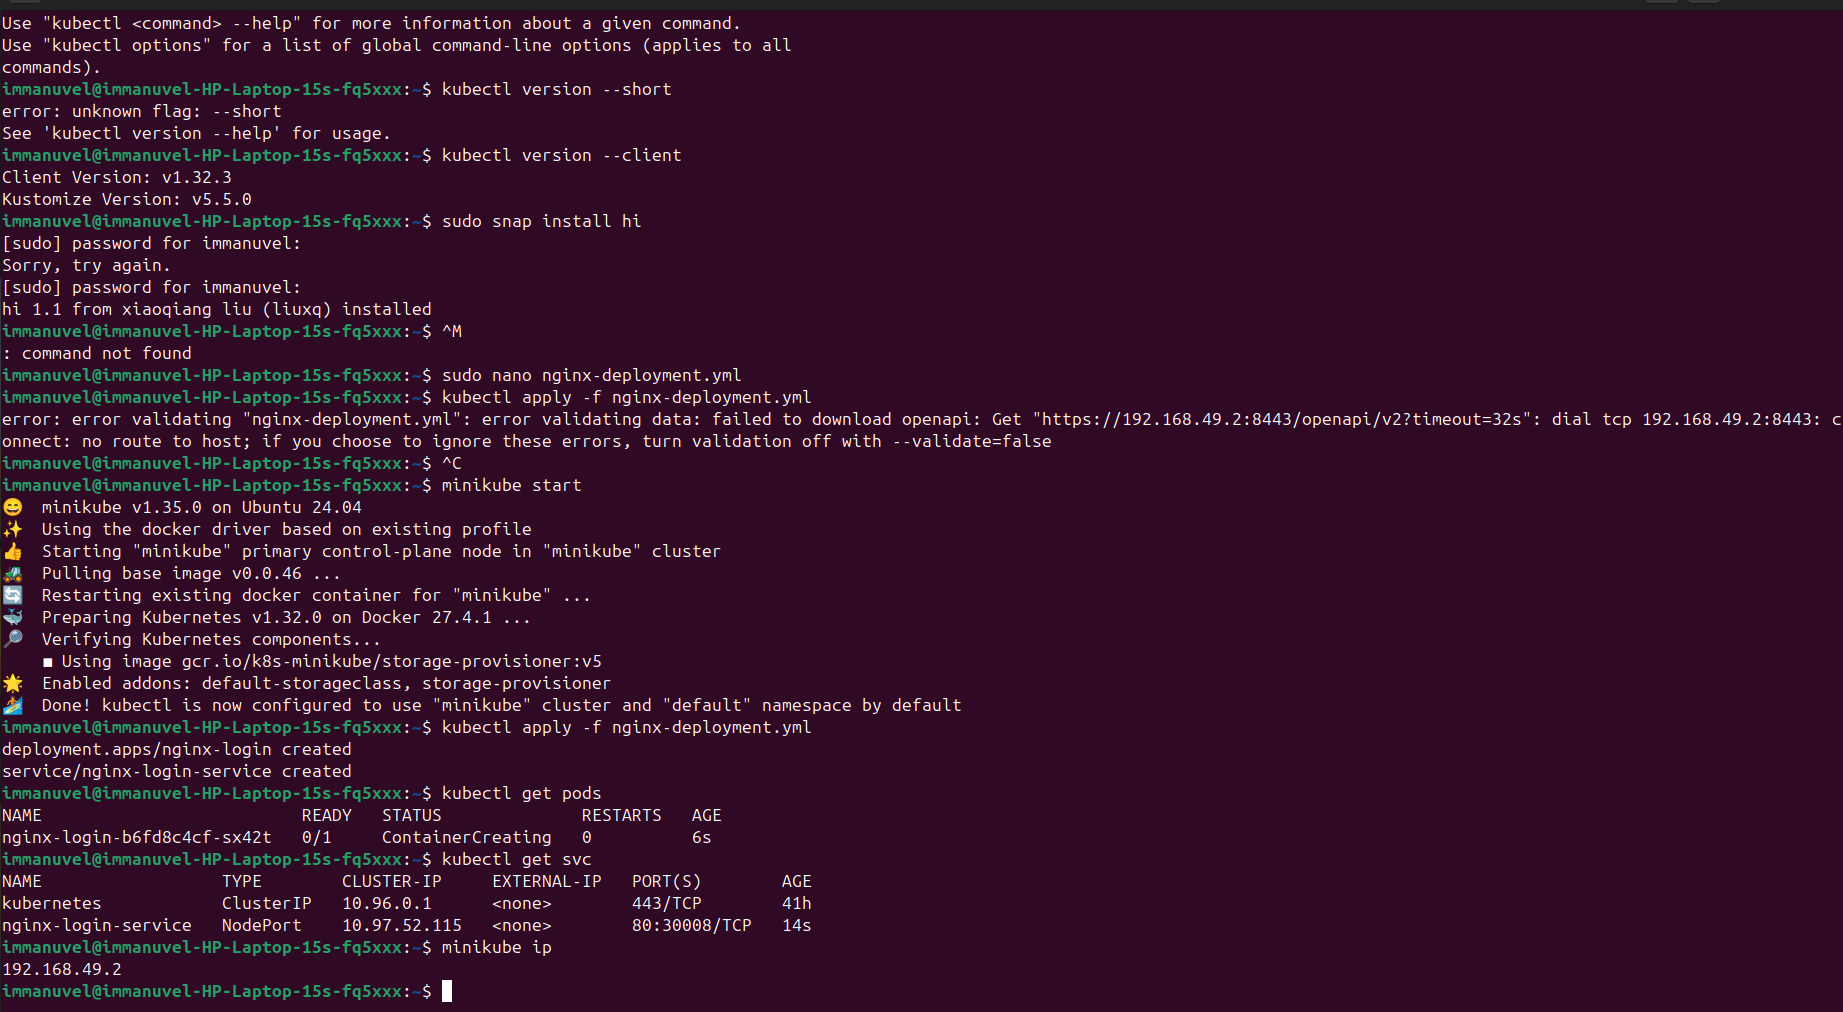 Use "kubectl <command> --help" for more information about a given command.
Use "kubectl options" for a list of global command-line options (applies to all
commands).
immanuvel@immanuvel-HP-Laptop-15s-fq5xxx:~$ kubectl version --short
error: unknown flag: --short
See 'kubectl version --help' for usage.
immanuvel@immanuvel-HP-Laptop-15s-fq5xxx:~$ kubectl version --client
Client Version: v1.32.3
Kustomize Version: v5.5.0
immanuvel@immanuvel-HP-Laptop-15s-fq5xxx:~$ sudo snap install hi
[sudo] password for immanuvel:
Sorry, try again.
[sudo] password for immanuvel:
hi 1.1 from xiaoqiang liu (liuxq) installed
immanuvel@immanuvel-HP-Laptop-15s-fq5xxx:~$ ^M
: command not found
immanuvel@immanuvel-HP-Laptop-15s-fq5xxx:~$ sudo nano nginx-deployment.yml
immanuvel@immanuvel-HP-Laptop-15s-fq5xxx:~$ kubectl apply -f nginx-deployment.yml
error: error validating "nginx-deployment.yml": error validating data: failed to download openapi: Get "https://192.168.49.2:8443/openapi/v2?timeout=32s": dial tcp 192.168.49.2:8443: c
onnect: no route to host; if you choose to ignore these errors, turn validation off with --validate=false
immanuvel@immanuvel-HP-Laptop-15s-fq5xxx:~$ ^C
immanuvel@immanuvel-HP-Laptop-15s-fq5xxx:~$ minikube start
minikube v1.35.0 on Ubuntu 24.04
Using the docker driver based on existing profile
Starting "minikube" primary control-plane node in "minikube" cluster
Pulling base image v0.0.46 ...
Restarting existing docker container for "minikube" ...
Preparing Kubernetes v1.32.0 on Docker 27.4.1 ...
Verifying Kubernetes components...
■ Using image gcr.io/k8s-minikube/storage-provisioner:v5
Enabled addons: default-storageclass, storage-provisioner
Done! kubectl is now configured to use "minikube" cluster and "default" namespace by default
immanuvel@immanuvel-HP-Laptop-15s-fq5xxx:~$ kubectl apply -f nginx-deployment.yml
deployment.apps/nginx-login created
service/nginx-login-service created
immanuvel@immanuvel-HP-Laptop-15s-fq5xxx:~$ kubectl get pods
NAME                          READY   STATUS              RESTARTS   AGE
nginx-login-b6fd8c4cf-sx42t   0/1     ContainerCreating   0          6s
immanuvel@immanuvel-HP-Laptop-15s-fq5xxx:~$ kubectl get svc
NAME                  TYPE        CLUSTER-IP     EXTERNAL-IP   PORT(S)        AGE
kubernetes            ClusterIP   10.96.0.1      <none>        443/TCP        41h
nginx-login-service   NodePort    10.97.52.115   <none>        80:30008/TCP   14s
immanuvel@immanuvel-HP-Laptop-15s-fq5xxx:~$ minikube ip
192.168.49.2
immanuvel@immanuvel-HP-Laptop-15s-fq5xxx:~$